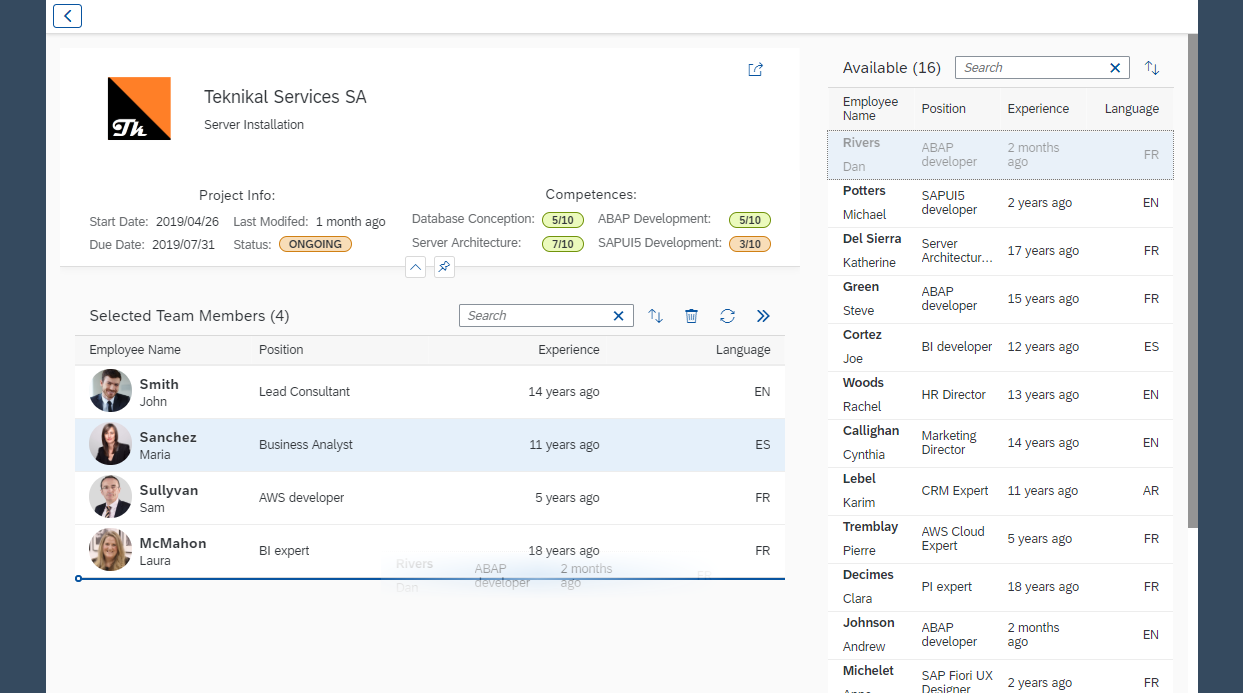 Th
Teknikal Services SA
Server Installation
Project Info:
Start Date: 2019/04/26 Last Modifed: 1 month ago
Due Date: 2019/07/31 Status: ONGOING
Competences:
Database Conception: 5/10 ABAP Development: 5/10
Server Architecture: 7/10 SAPUI5 Development: 3/10
Selected Team Members (4)
Search
Employee Name Position Experience Language
Smith
John
Lead Consultant 14 years ago EN
Sanchez
Maria
Business Analyst 11 years ago ES
Sullyvan
Sam
AWS developer 5 years ago FR
McMahon
Laura
BI expert 18 years ago FR
Rivers
Dan
ABAP
developer
2 months
ago
FR
Available (16)
Search
Employee
Name
Position Experience Language
Rivers
Dan
ABAP
developer
2 months
ago
FR
Potters
Michael
SAPUI5
developer
2 years ago EN
Del Sierra
Katherine
Server
Architectur...
17 years ago FR
Green
Steve
ABAP
developer
15 years ago FR
Cortez
Joe
BI developer 12 years ago ES
Woods
Rachel
HR Director 13 years ago EN
Callighan
Cynthia
Marketing
Director
14 years ago EN
Lebel
Karim
CRM Expert 11 years ago AR
Tremblay
Pierre
AWS Cloud
Expert
5 years ago FR
Decimes
Clara
PI expert 18 years ago FR
Johnson
Andrew
ABAP
developer
2 months
ago
EN
Michelet
SAP Fiori UX
Designer
2 years ago FR